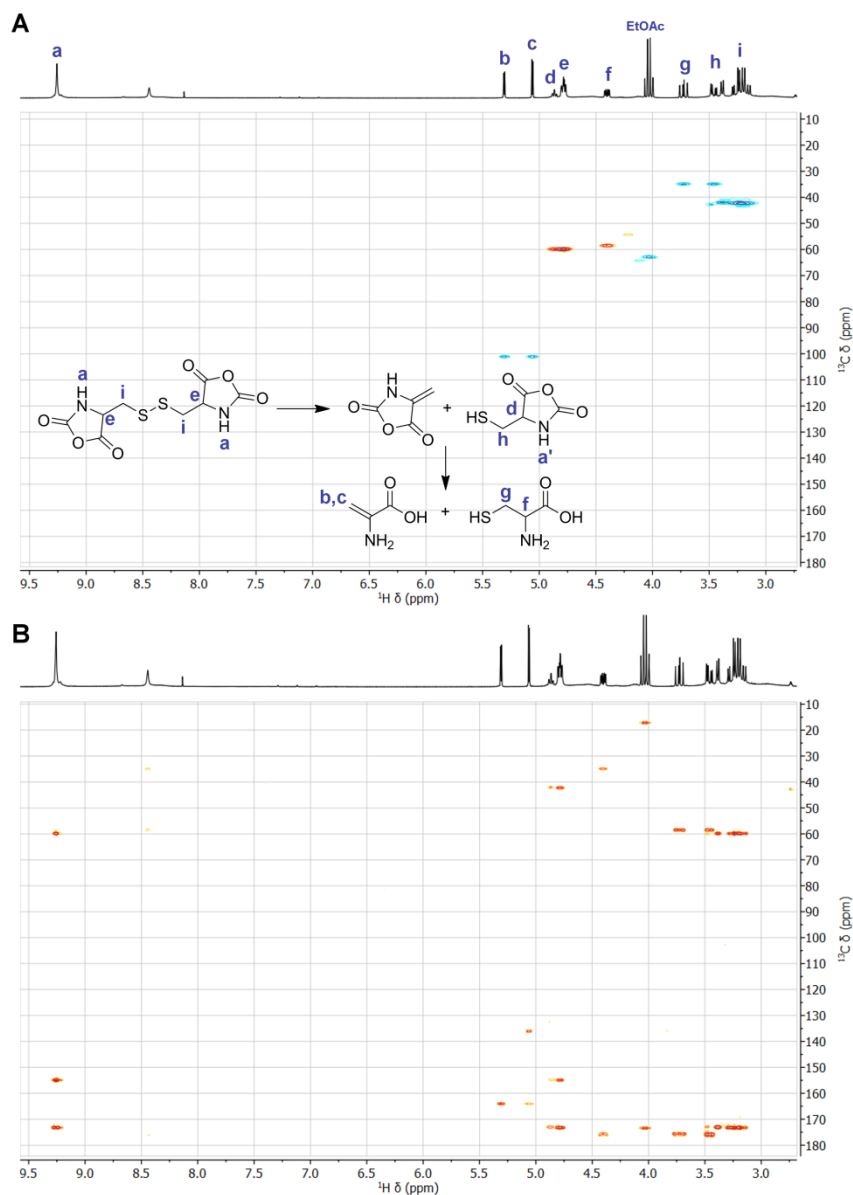 A
a
b
c
d
e
f
EtOAc
g
h
i
10
20
30
40
50
60
70
80
90
100
110
120
130
140
150
160
170
180
¹³C δ (ppm)
O
O
O
H
N
a
i
e
S
S
e
i
N
H
a
O
O
O
H
N
O
O
O
+
O
O
O
d
HS
h
N
H
a'
b,c
O
OH
NH₂
+
g
O
HS
f
OH
NH₂
9.5 9.0 8.5 8.0 7.5 7.0 6.5 6.0 5.5 5.0 4.5 4.0 3.5 3.0
¹H δ (ppm)
B
10
20
30
40
50
60
70
80
90
100
110
120
130
140
150
160
170
180
¹³C δ (ppm)
9.5 9.0 8.5 8.0 7.5 7.0 6.5 6.0 5.5 5.0 4.5 4.0 3.5 3.0
¹H δ (ppm)